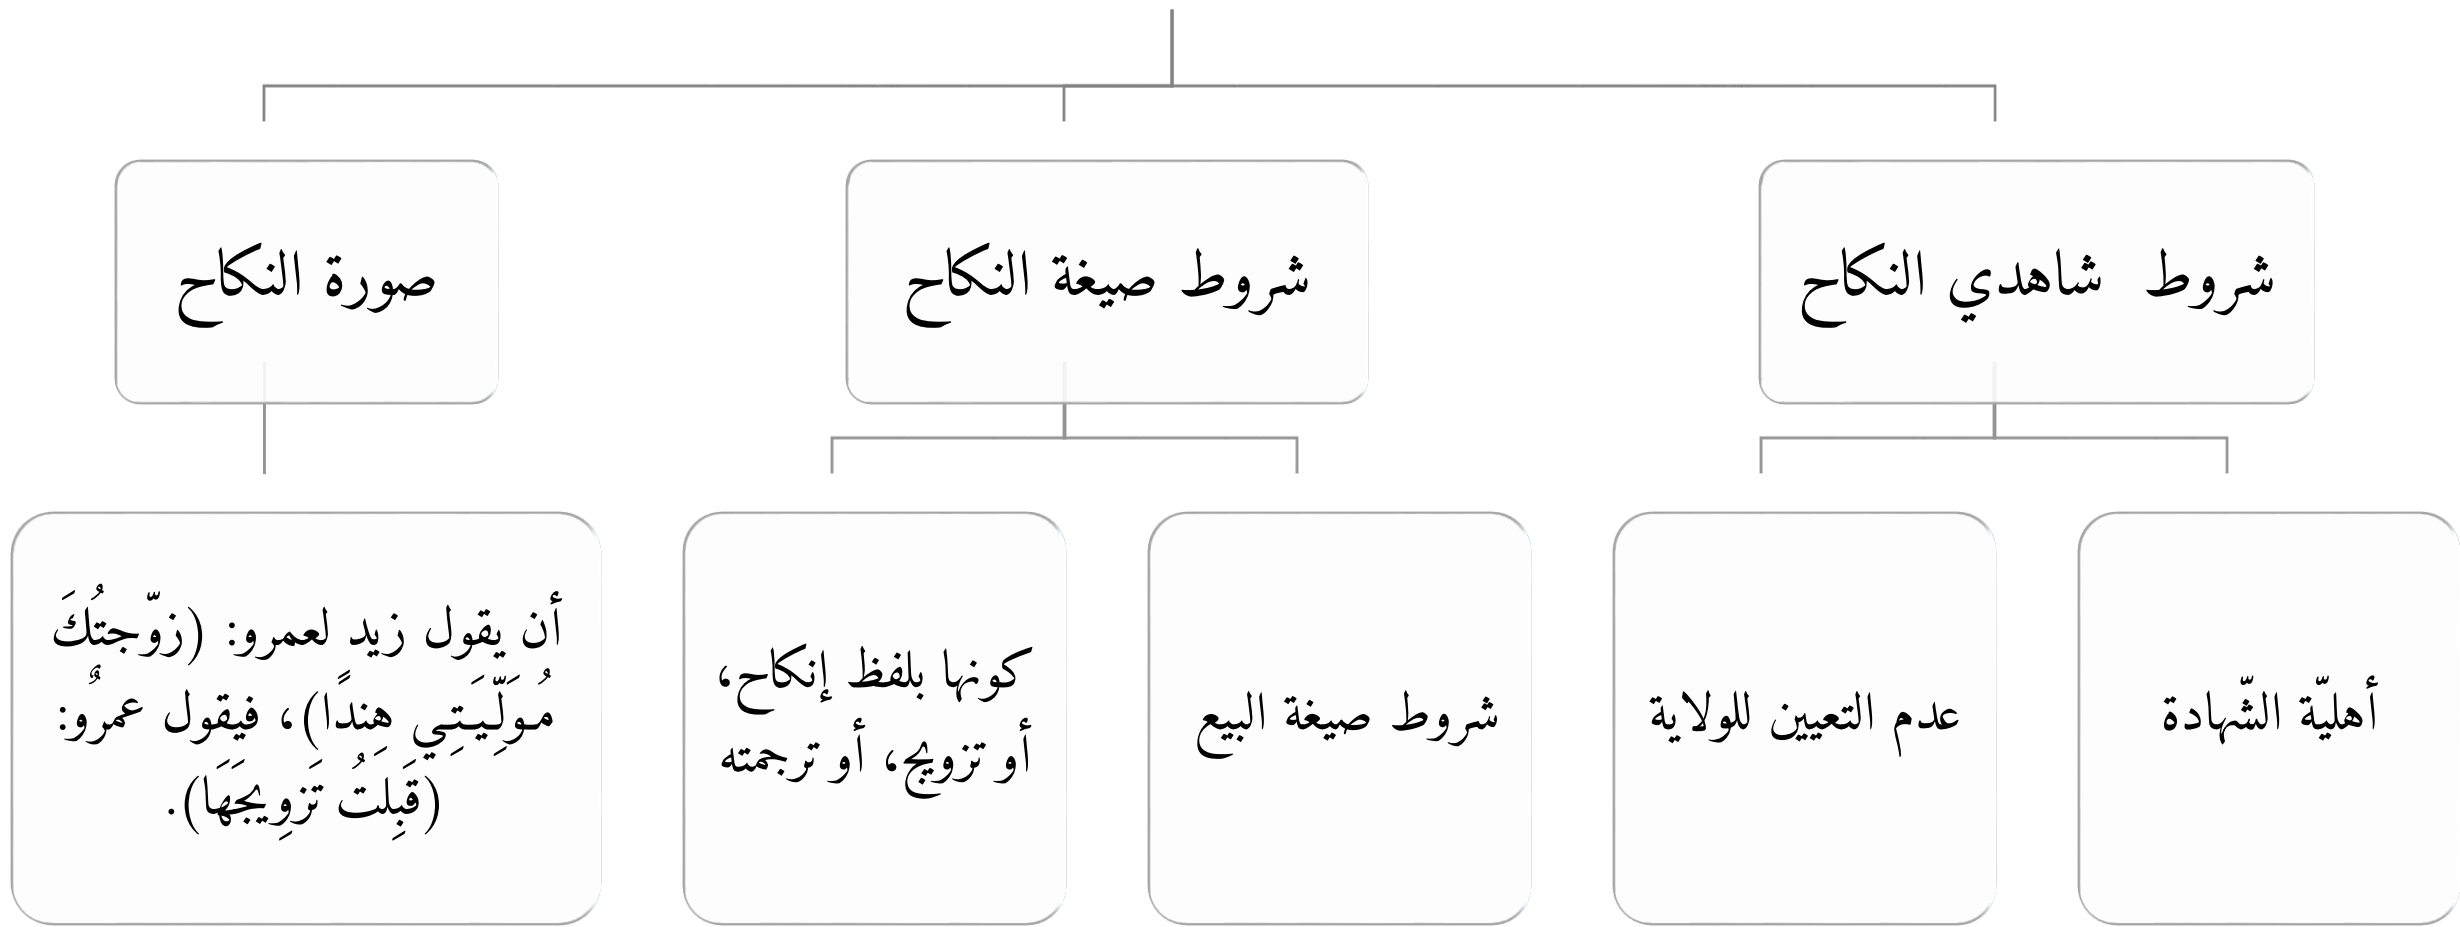 شروط شاهدي النكاح
شروط صيغة النكاح
صورة النكاح
أهليّة الشّهادة
عدم التعيين للولاية
شروط صيغة البيع
كونها بلفظ إنكاح،
أو تزويج، أو ترجمته
أن يقول زيد لعمرو: (زوّجتُكَ
مُوَلِّيَتِي هِندًا)، فيقول عمرٌو:
(قَبِلتُ تَزوِيجَهَا).